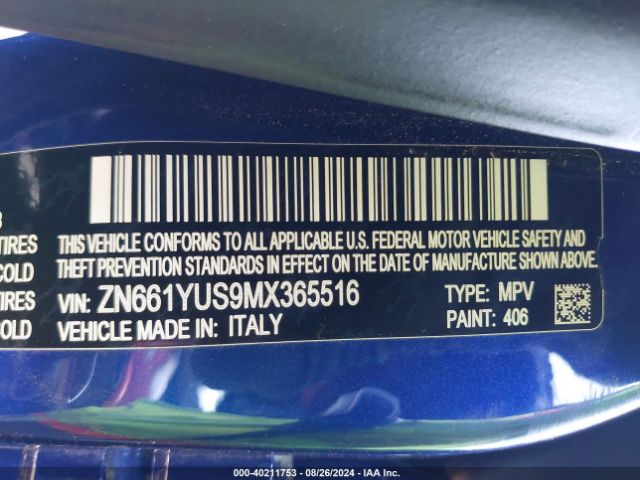 3
TIRES
COLD
TIRES
COLD
THIS VEHICLE CONFORMS TO ALL APPLICABLE U.S. FEDERAL MOTOR VEHICLE SAFETY AND
THEFT PREVENTION STANDARDS IN EFFECT ON THE DATE OF MANUFACTURE SHOWN ABOVE.
VIN: ZN661YUS9MX365516 TYPE: MPV
VEHICLE MADE IN: ITALY PAINT: 406
000-40211753 - 08/26/2024 - IAA Inc.